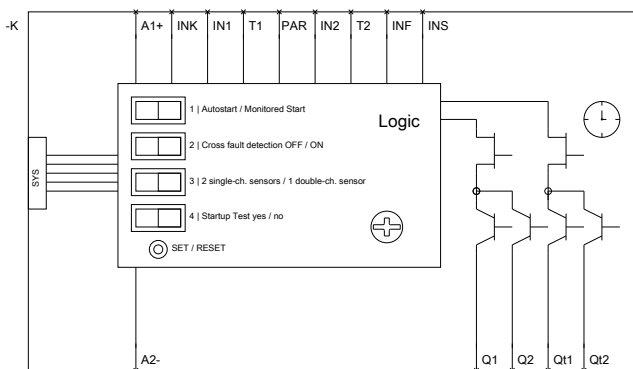 -K
A1+ INK IN1 T1 PAR IN2 T2 INF INS
1 | Autostart / Monitored Start
Logic
2 | Cross fault detection OFF / ON
SYS
3 | 2 single-ch. sensors / 1 double-ch. sensor
4 | Startup Test yes / no
SET / RESET
A2- Q1 Q2 Qt1 Qt2